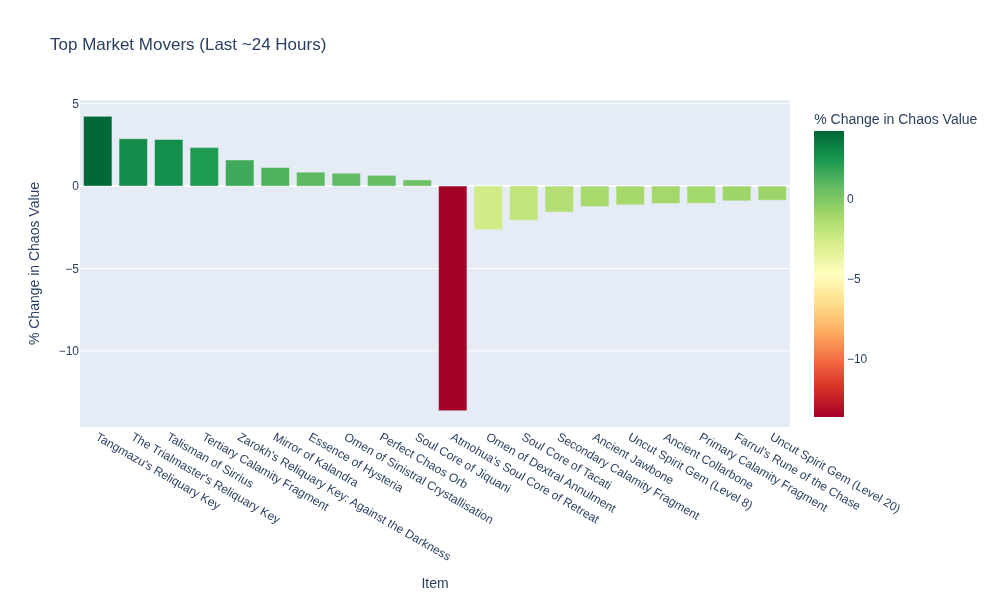 Top Market Movers (Last ~24 Hours)
% Change in Chaos Value
5
0
−5
−10
% Change in Chaos Value
0
−5
−10
Tangmazu's Reliquary Key
The Trialmaster's Reliquary Key
Talisman of Sirrius
Tertiary Calamity Fragment
Zarokh's Reliquary Key: Against the Darkness
Mirror of Kalandra
Essence of Hysteria
Omen of Sinistral Crystallisation
Perfect Chaos Orb
Soul Core of Jiquani
Atmohua's Soul Core of Retreat
Omen of Dextral Annulment
Soul Core of Tacati
Secondary Calamity Fragment
Ancient Jawbone
Uncut Spirit Gem (Level 8)
Ancient Collarbone
Primary Calamity Fragment
Farrul's Rune of the Chase
Uncut Spirit Gem (Level 20)
Item